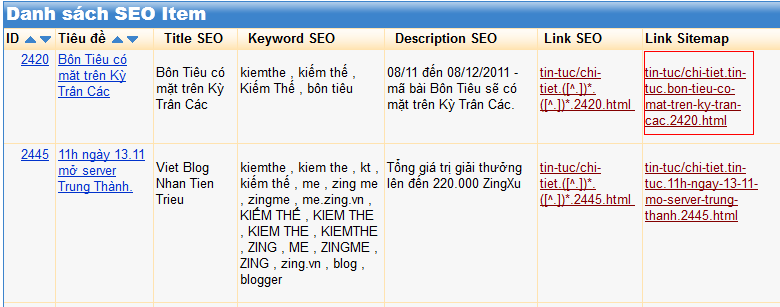 Danh sách SEO Item
ID Tiêu đề Title SEO Keyword SEO Description SEO Link SEO Link Sitemap
2420
Bôn Tiêu có
mặt trên Kỳ
Trân Các
Bôn Tiêu có
mặt trên Kỳ
Trân Các
kiemthe , kiếm thế ,
Kiếm Thế , bôn tiêu
08/11 đến 08/12/2011 -
mã bài Bôn Tiêu sẽ có
mặt trên Kỳ Trân Các.
tin-tuc/chi-
tiet.([^.])*.
([^.])*.2420.html
tin-tuc/chi-tiet.tin-
tuc.bon-tieu-co-
mat-tren-ky-tran-
cac.2420.html
2445
11h ngày 13.11
mở server
Trung Thành.
Viet Blog
Nhan Tien
Trieu
kiemthe , kiem the , kt ,
kiếm thế , me , zing me
, zingme , me.zing.vn ,
KIẾM THẾ , KIEM THE
, KIEM THE , KIEMTHE
, ZING , ME , ZINGME ,
ZING , zing.vn , blog ,
blogger
Tổng giá trị giải thưởng
lên đến 220.000 ZingXu
tin-tuc/chi-
tiet.([^.])*.
([^.])*.2445.html
tin-tuc/chi-tiet.tin-
tuc.11h-ngay-13-11-
mo-server-trung-
thanh.2445.html